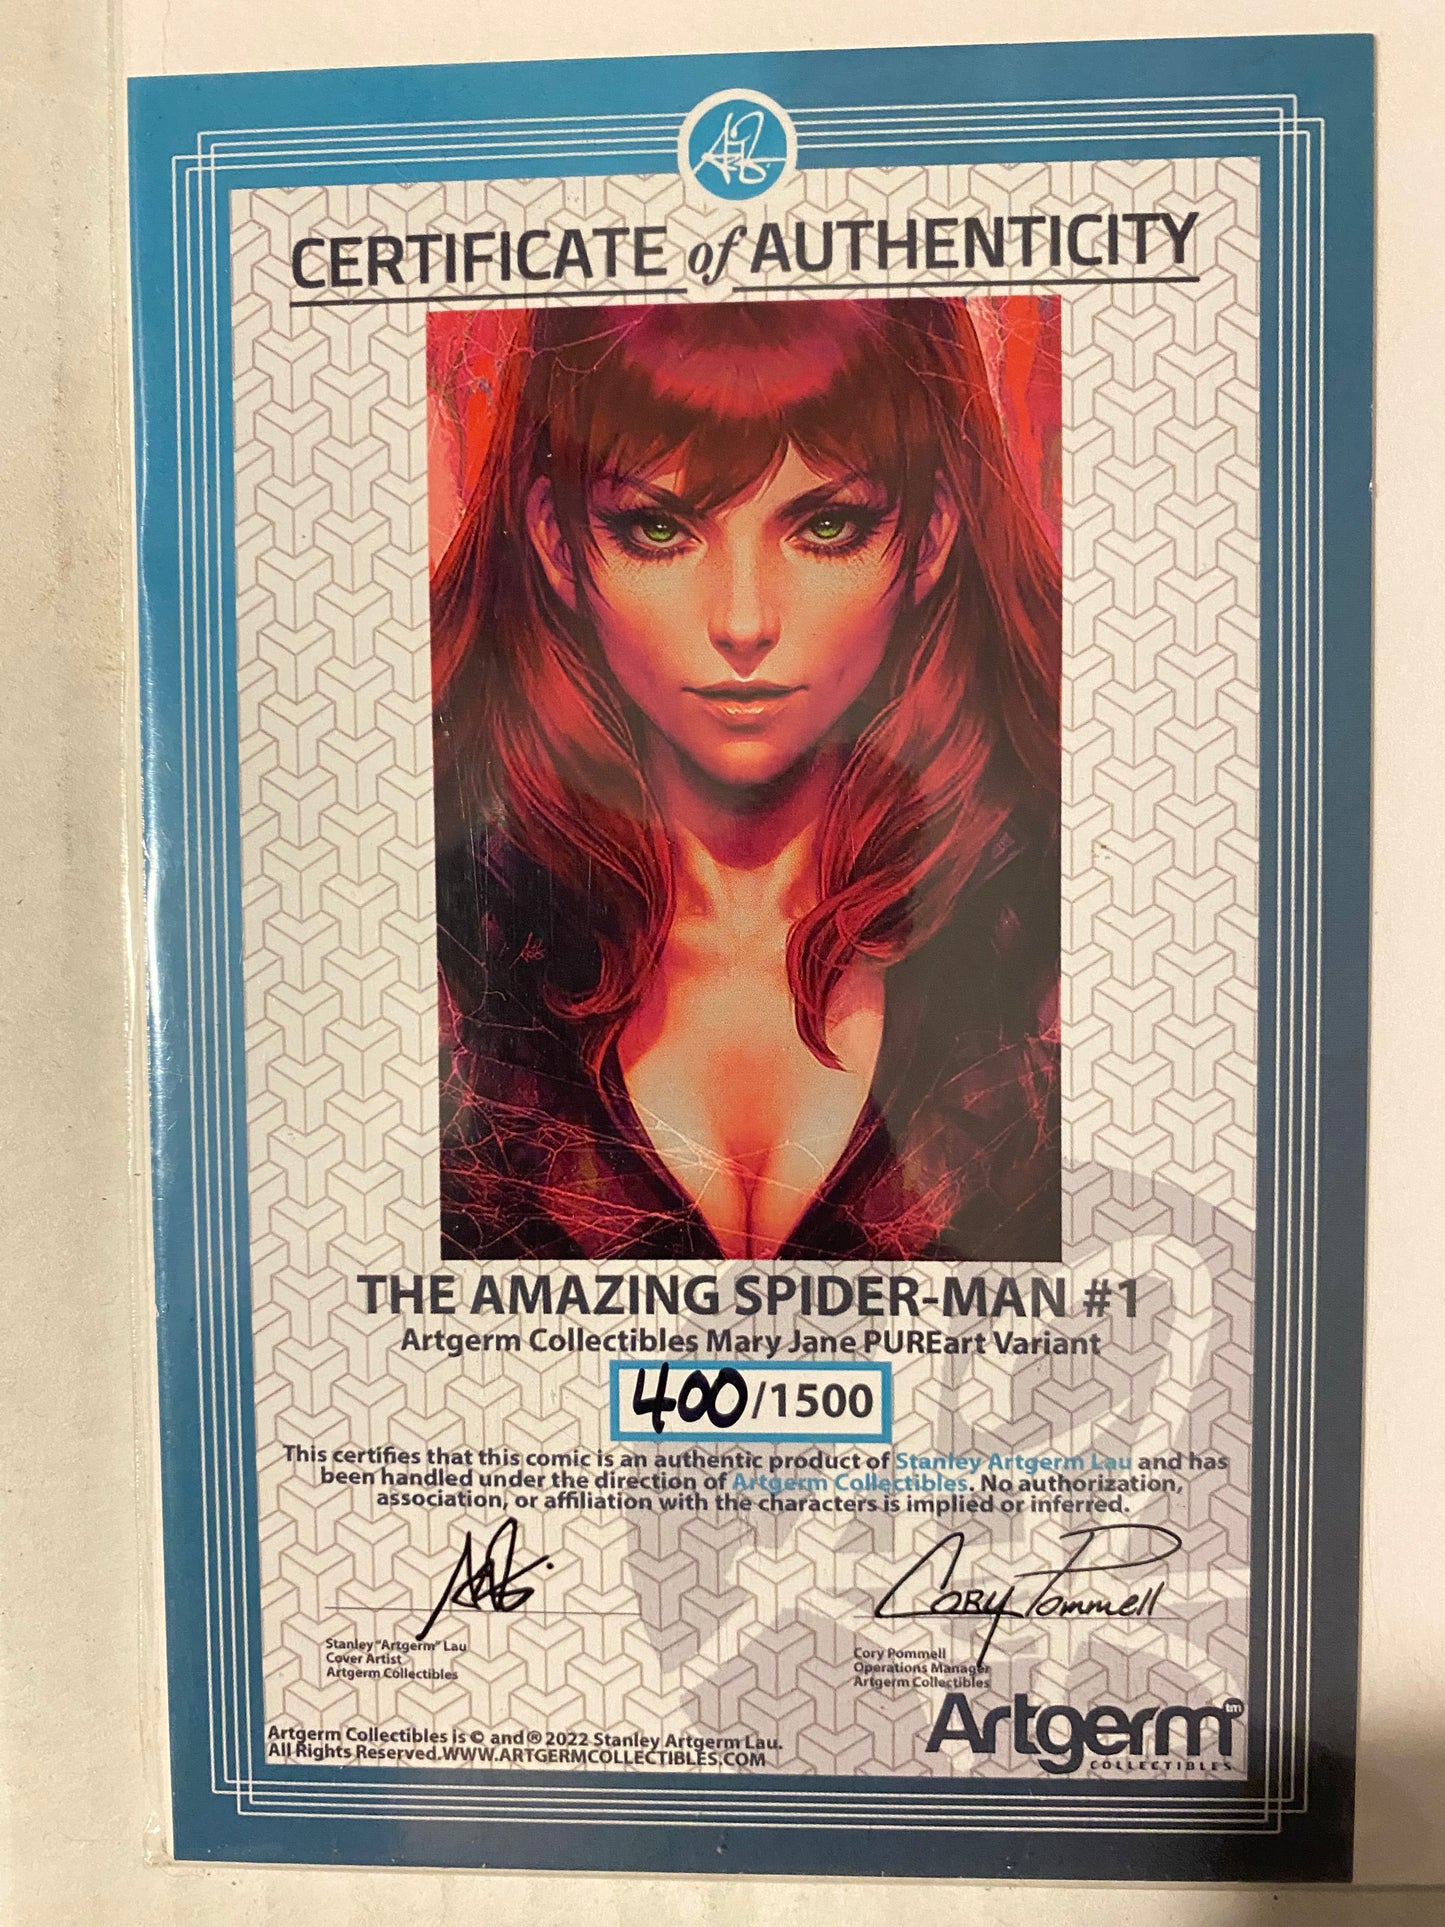 CERTIFICATE of AUTHENTICITY
THE AMAZING SPIDER-MAN #1
Artgerm Collectibles Mary Jane PUREart Variant
400/1500
This certifies that this comic is an authentic product of Stanley Artgerm Lau and has
been handled under the direction of Artgerm Collectibles. No authorization,
association, or affiliation with the characters is implied or inferred.
Cory Pommell
Stanley "Artgerm" Lau
Cover Artist
Artgerm Collectibles
Cory Pommell
Operations Manager
Artgerm Collectibles
Artgerm Collectibles is © and ® 2022 Stanley Artgerm Lau.
All Rights Reserved.WWW.ARTGERMCOLLECTIBLES.COM
Artgerm tm
COLLECTIBLES